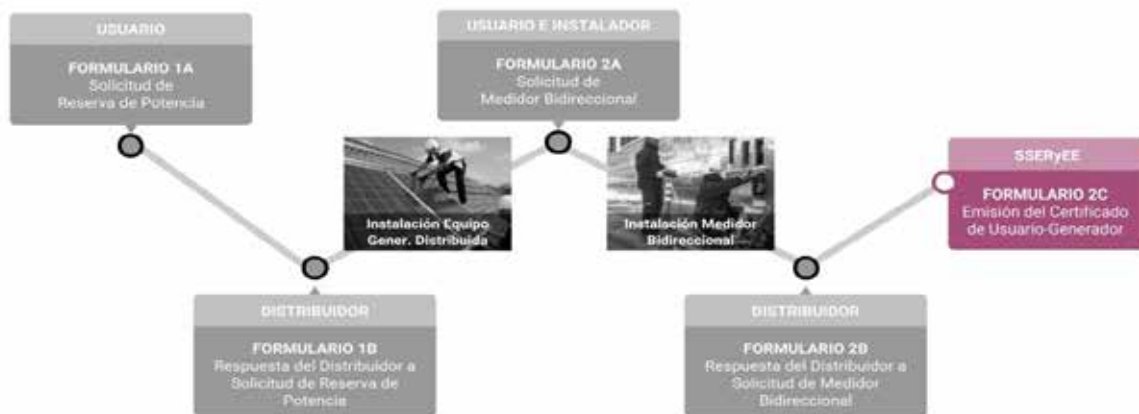 USUARIO
FORMULARIO 1A
Solicitud de
Reserva de Potencia
DISTRIBUIDOR
FORMULARIO 1B
Respuesta del Distribuidor a
Solicitud de Reserva de
Potencia
Instalación Equipo
Gener. Distribuida
USUARIO E INSTALADOR
FORMULARIO 2A
Solicitud de
Medidor Bidireccional
Instalación Medidor
Bidireccional
DISTRIBUIDOR
FORMULARIO 2B
Respuesta del Distribuidor a
Solicitud de Medidor
Bidireccional
SSERyEE
FORMULARIO 2C
Emisión del Certificado
de Usuario-Generador